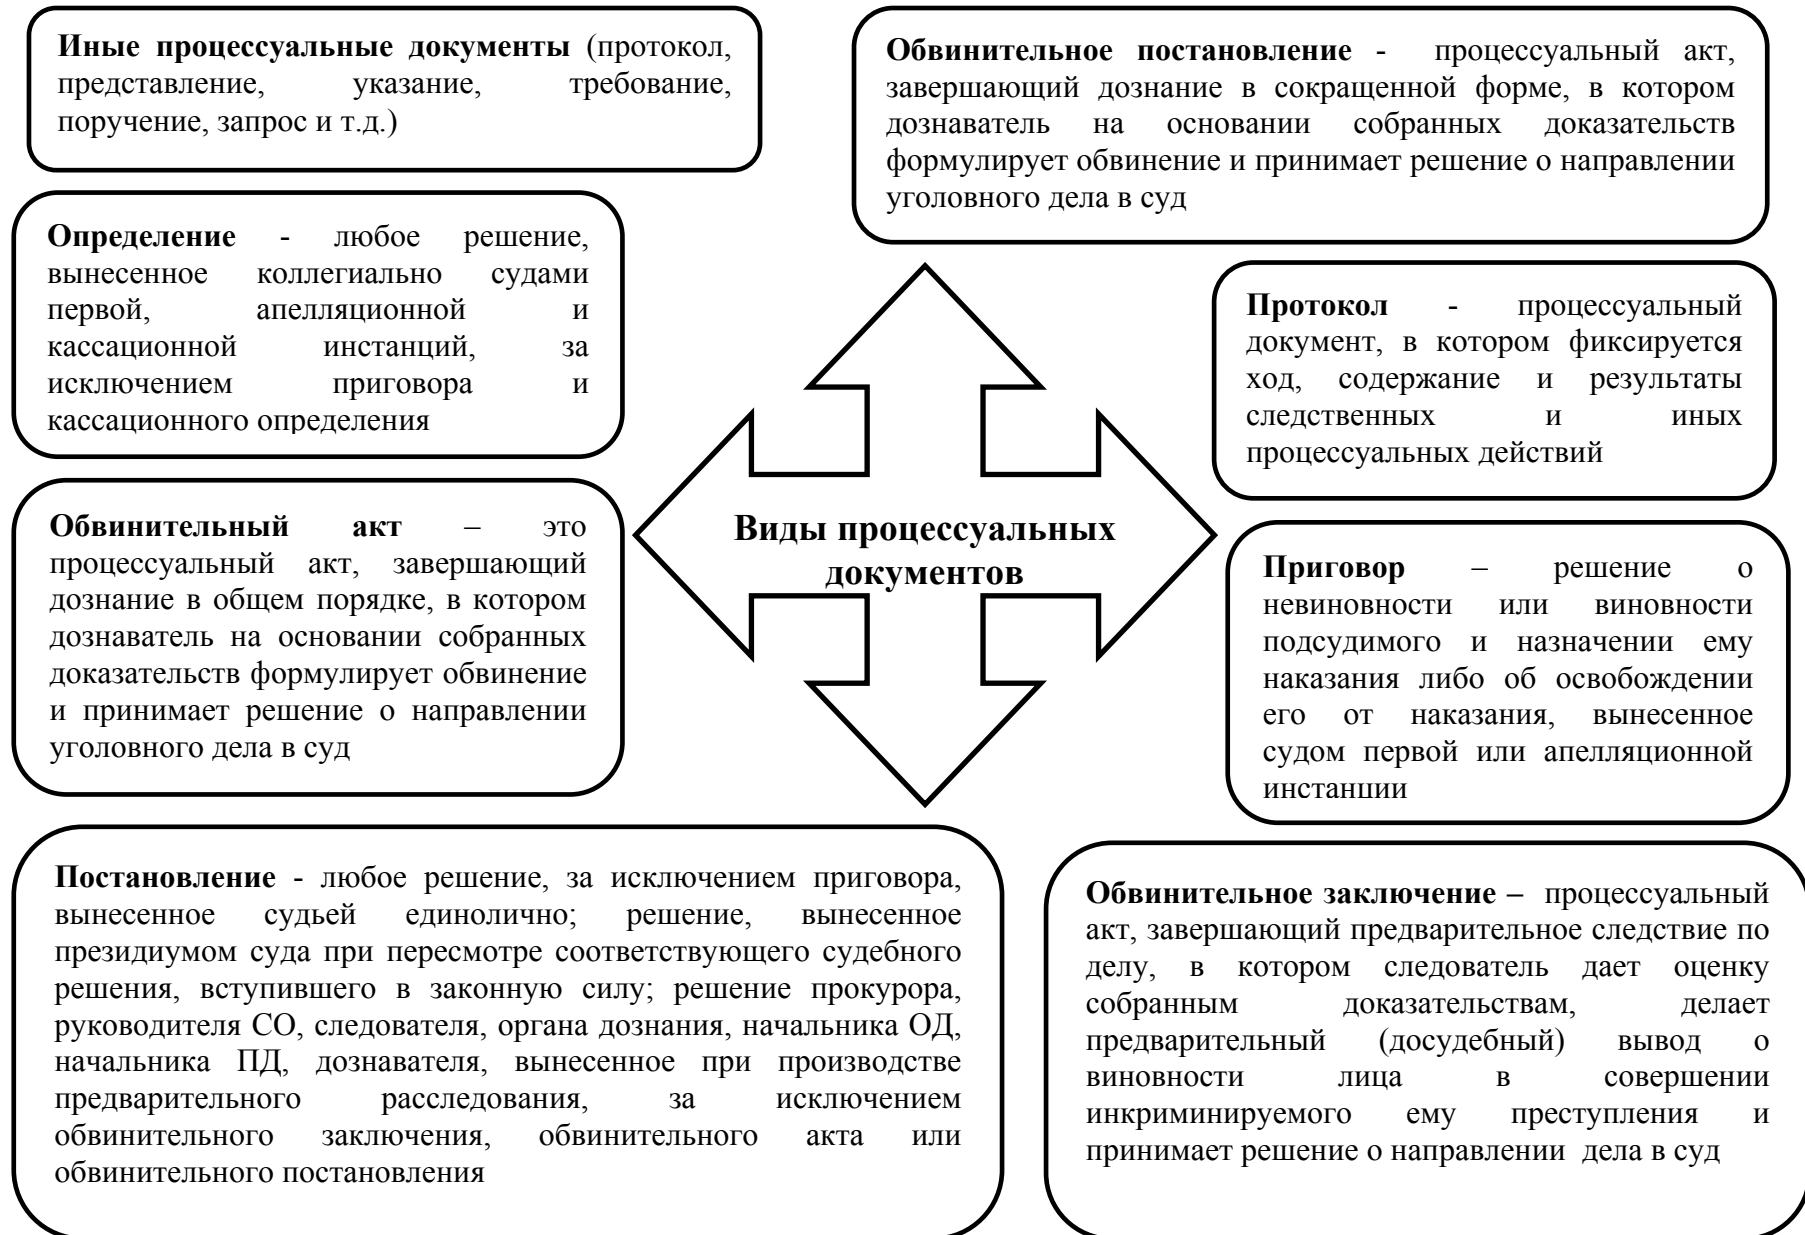 Иные процессуальные документы (протокол,
представление, указание, требование,
поручение, запрос и т.д.)
Обвинительное постановление - процессуальный акт,
завершающий дознание в сокращенной форме, в котором
дознаватель на основании собранных доказательств
формулирует обвинение и принимает решение о направлении
уголовного дела в суд
Определение - любое решение,
вынесенное коллегиально судами
первой, апелляционной и
кассационной инстанций, за
исключением приговора и
кассационного определения
Протокол - процессуальный
документ, в котором фиксируется
ход, содержание и результаты
следственных и иных
процессуальных действий
Обвинительный акт – это
процессуальный акт, завершающий
дознание в общем порядке, в котором
дознаватель на основании собранных
доказательств формулирует обвинение
и принимает решение о направлении
уголовного дела в суд
Виды процессуальных
документов
Приговор – решение о
невиновности или виновности
подсудимого и назначении ему
наказания либо об освобождении
его от наказания, вынесенное
судом первой или апелляционной
инстанции
Постановление - любое решение, за исключением приговора,
вынесенное судьей единолично; решение, вынесенное
президиумом суда при пересмотре соответствующего судебного
решения, вступившего в законную силу; решение прокурора,
руководителя СО, следователя, органа дознания, начальника ОД,
начальника ПД, дознавателя, вынесенное при производстве
предварительного расследования, за исключением
обвинительного заключения, обвинительного акта или
обвинительного постановления
Обвинительное заключение – процессуальный
акт, завершающий предварительное следствие по
делу, в котором следователь дает оценку
собранным доказательствам, делает
предварительный (досудебный) вывод о
виновности лица в совершении
инкриминируемого ему преступления и
принимает решение о направлении дела в суд